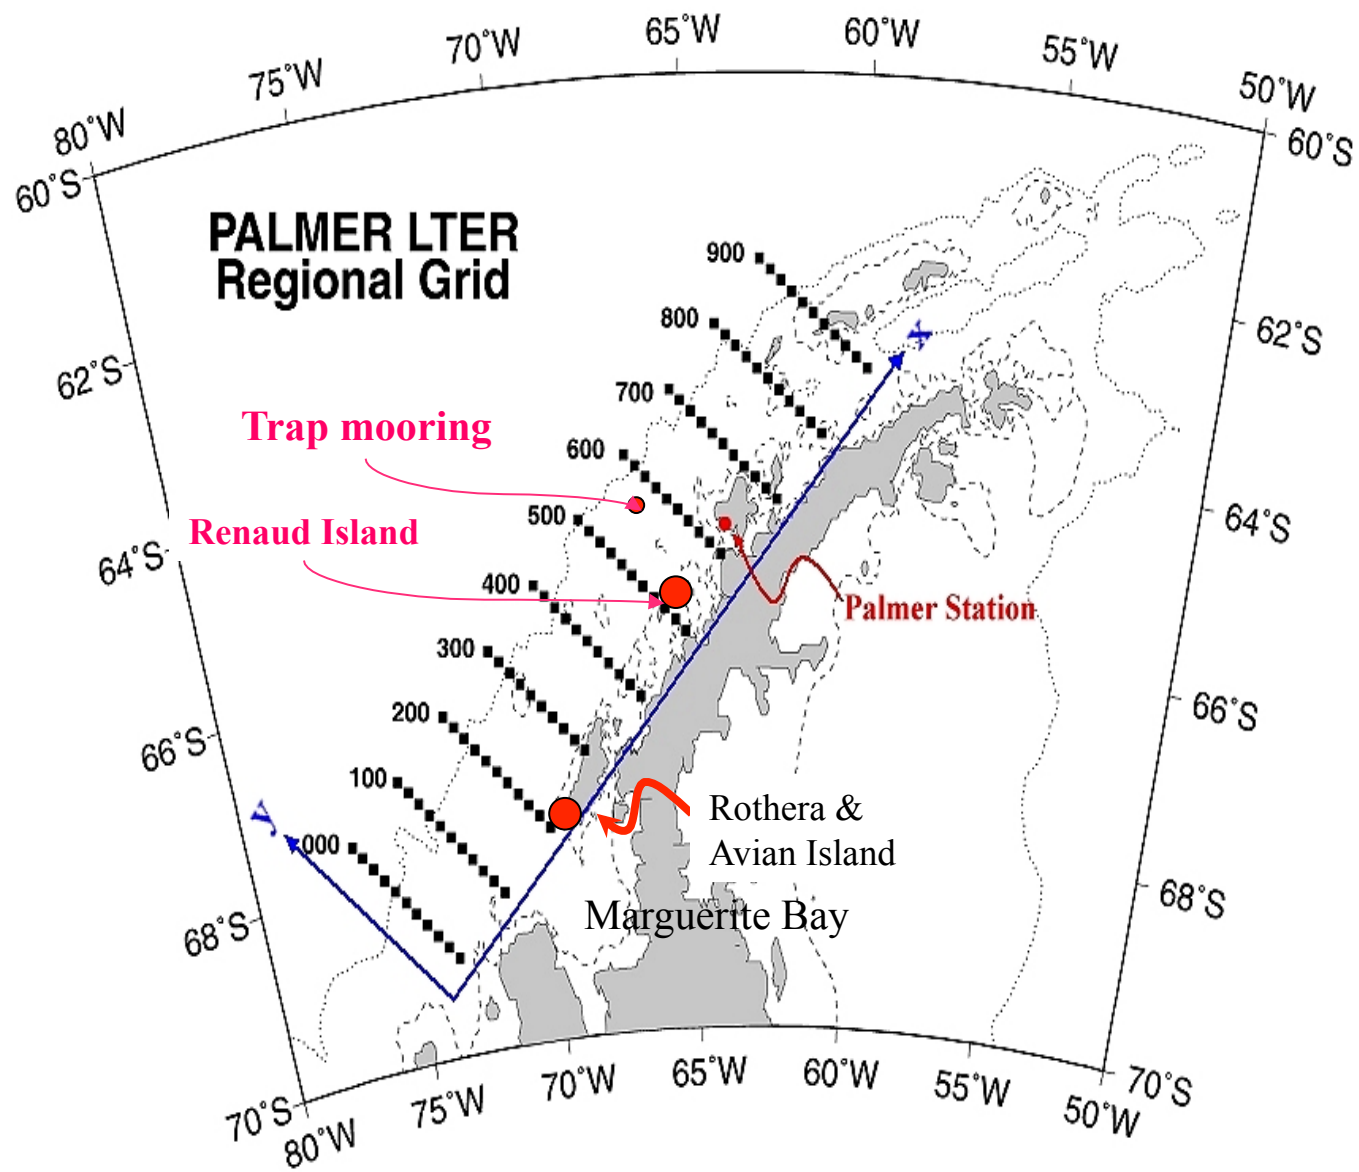 80°W
75°W
70°W
65°W
60°W
55°W
50°W
60°S
60°S
PALMER LTER
Regional Grid
900
800
62°S
62°S
700
Trap mooring
600
500
64°S
Renaud Island
64°S
400
Palmer Station
300
200
66°S
66°S
100
Rothera &
Avian Island
y
x
000
Marguerite Bay
68°S
68°S
70°S
70°S
80°W
75°W
70°W
65°W
60°W
55°W
50°W